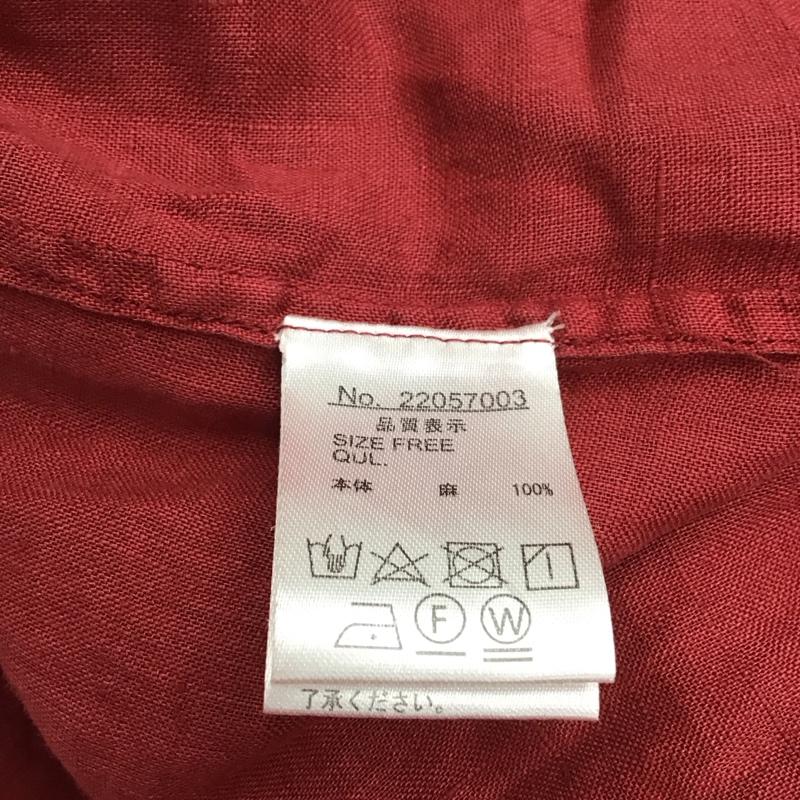 No. 22057003
品質表示
SIZE FREE
QUL.
本体 麻 100%
F W
了承ください。